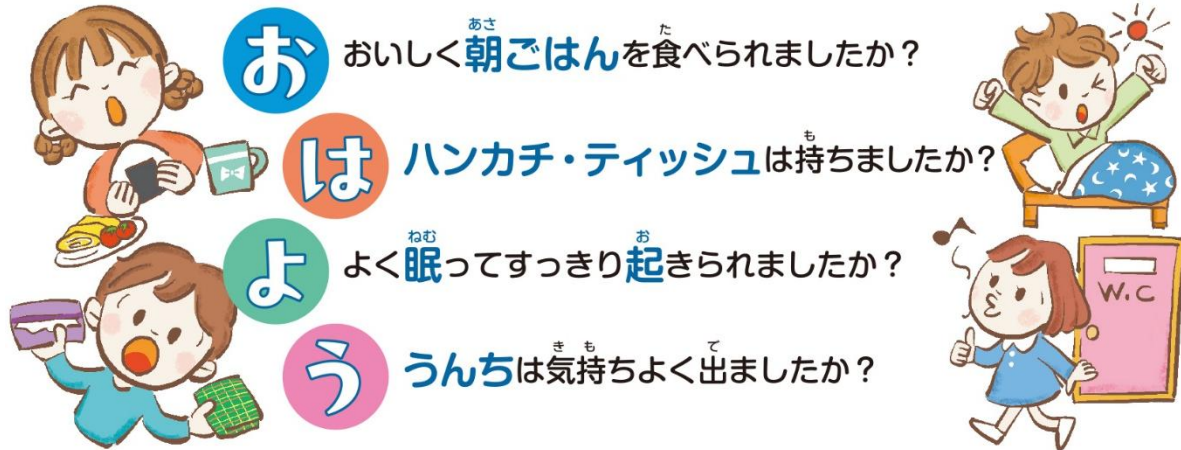 お おいしく朝ごはんを食べられましたか？
は ハンカチ・ティッシュは持ちましたか？
よ よく眠ってすっきり起きられましたか？
う うんちは気持ちよく出ましたか？
W.C